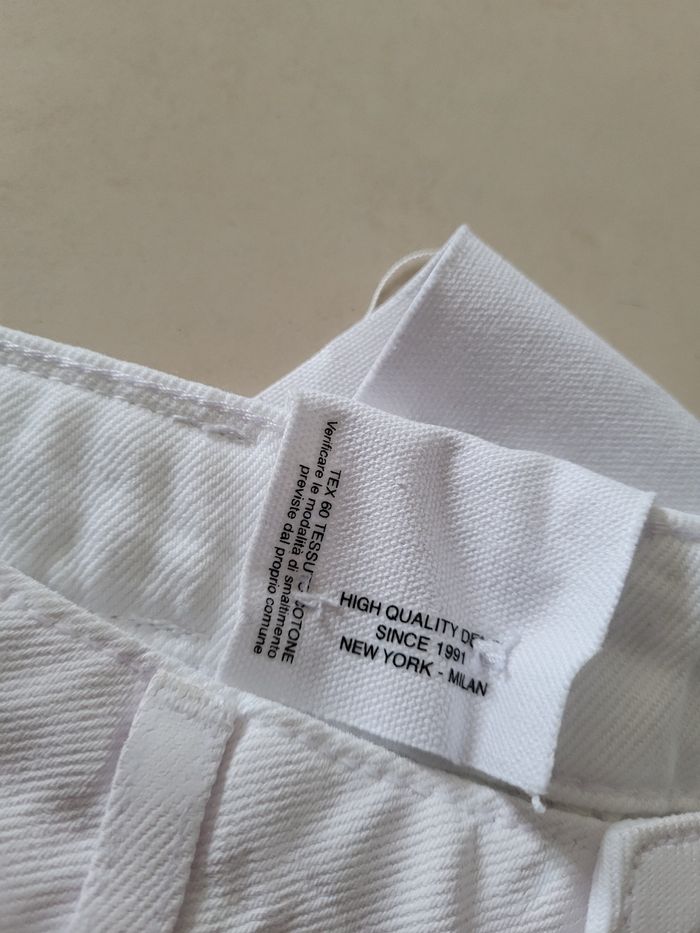 HIGH QUALITY
SINCE 1991
NEW YORK - MILAN
TEX 60 TESSUTO COTONE
Verificare le modalità di smaltimento
previste dal proprio comune